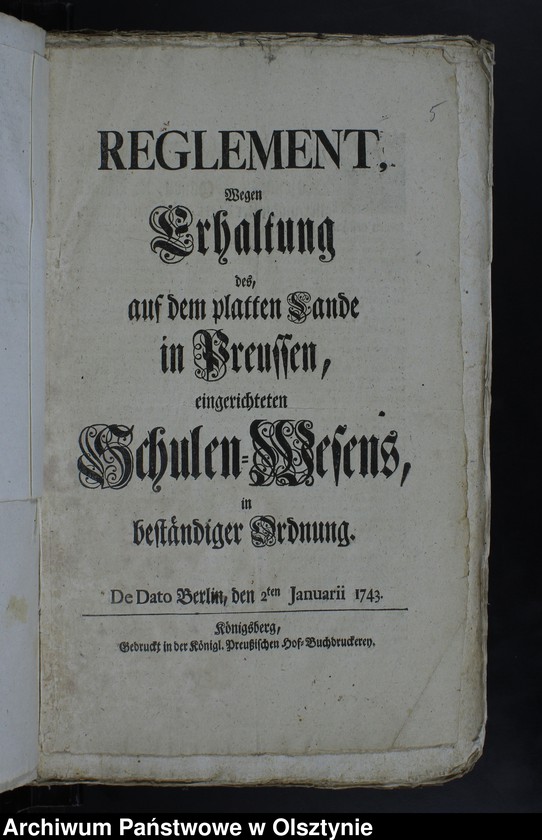 5
REGLEMENT,
Wegen
Erhaltung
des,
auf dem platten Lande
in Preussen,
eingerichteten
Schulen=Wesens,
in
beständiger Ordnung.
De Dato Berlin, den 2ten Januarii 1743.
Königsberg,
Gedruckt in der Königl. Preußischen Hof=Buchdruckerey.
Archiwum Państwowe w Olsztynie